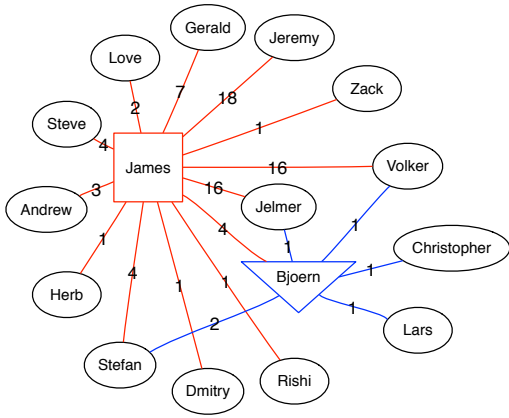 Gerald
Jeremy
Love
Zack
7
18
2
Steve
1
4
James
Volker
16
3
16
Andrew
Jelmer
4
1
1
1
Christopher
Bjoern
1
4
1
1
Herb
1
2
Lars
Stefan
Rishi
Dmitry